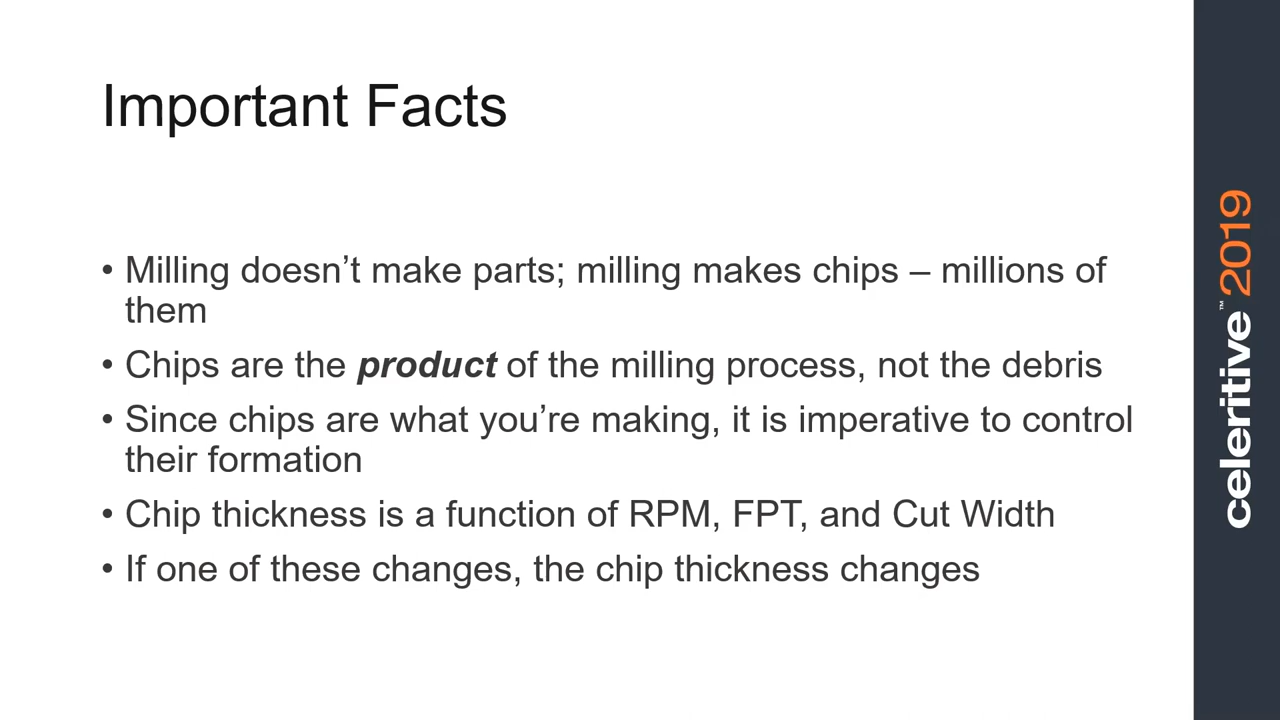 Important Facts
• Milling doesn’t make parts; milling makes chips – millions of
them
• Chips are the product of the milling process, not the debris
• Since chips are what you’re making, it is imperative to control
their formation
• Chip thickness is a function of RPM, FPT, and Cut Width
• If one of these changes, the chip thickness changes
celeritive™ 2019